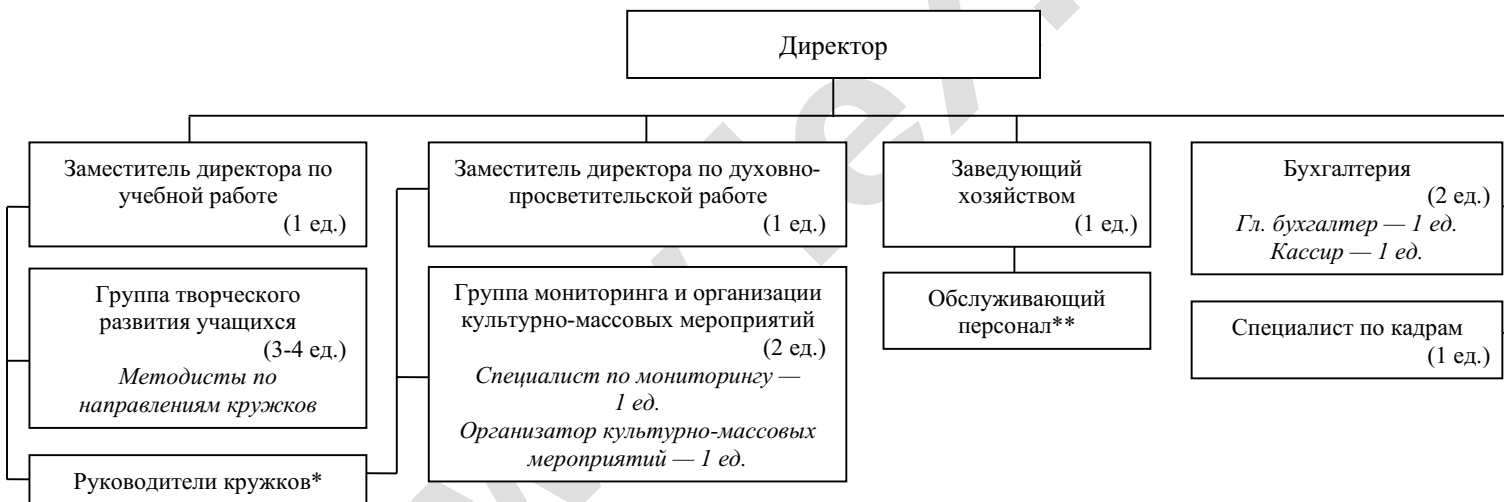 Директор
Заместитель директора по
учебной работе
(1 ед.)
Заместитель директора по духовно-
просветительской работе
(1 ед.)
Заведующий
хозяйством
(1 ед.)
Бухгалтерия
(2 ед.)
Гл. бухгалтер — 1 ед.
Кассир — 1 ед.
Группа творческого
развития учащихся
(3-4 ед.)
Методисты по
направлениям кружков
Группа мониторинга и организации
культурно-массовых мероприятий
(2 ед.)
Специалист по мониторингу —
1 ед.
Организатор культурно-массовых
мероприятий — 1 ед.
Обслуживающий
персонал**
Специалист по кадрам
(1 ед.)
Руководители кружков*